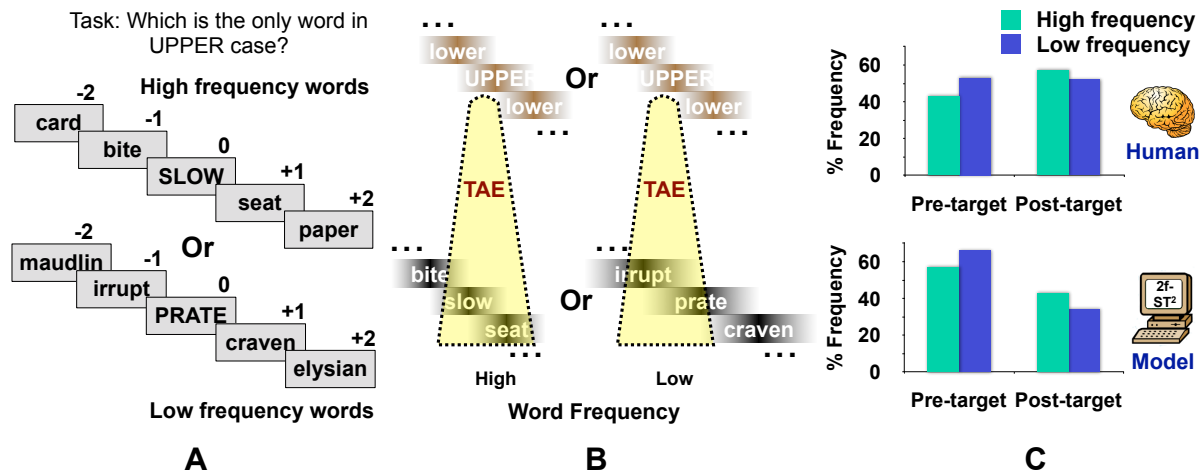 Task: Which is the only word in
UPPER case?
High frequency words
-2
card
-1
bite
0
SLOW
+1
seat
+2
paper
Or
-2
maudlin
-1
irrupt
0
PRATE
+1
craven
+2
elysian
Low frequency words
A
...
lower
UPPER
lower
...
Or
...
lower
UPPER
lower
...
TAE
TAE
...
bite
slow
seat
...
Or
...
irrupt
prate
craven
...
High
Low
Word Frequency
B
High frequency
Low frequency
% Frequency
60
40
20
0
Pre-target
Post-target
Human
% Frequency
60
40
20
0
Pre-target
Post-target
2f-
ST²
Model
C